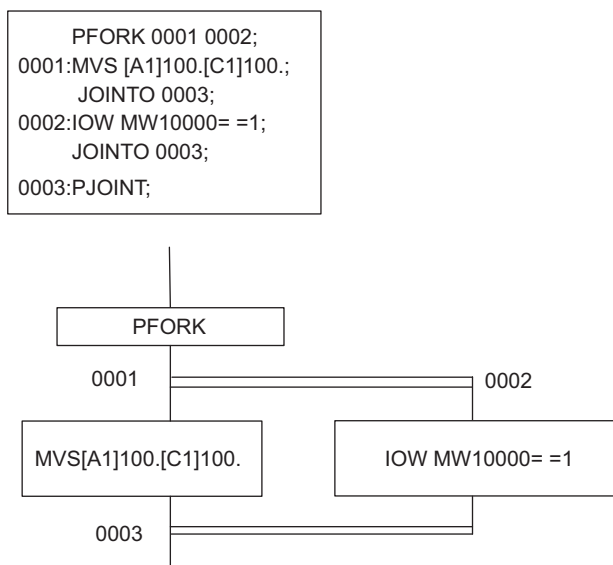 PFORK 0001 0002;
0001:MVS [A1]100.[C1]100.;
JOINTO 0003;
0002:IOW MW10000= =1;
JOINTO 0003;
0003:PJOINT;
PFORK
0001
0002
MVS[A1]100.[C1]100.
IOW MW10000= =1
0003